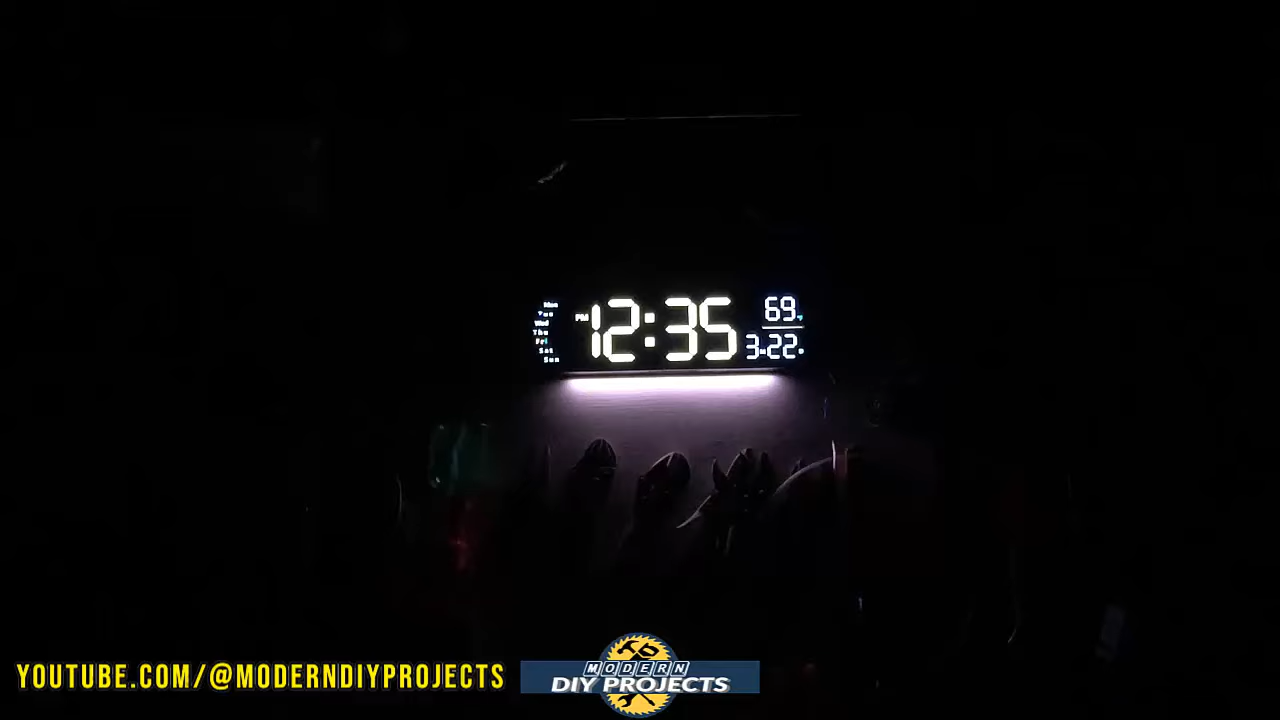 Mon
Tue
Wed
Thu
Fri
Sat
Sun
PM
12:35
69
3-22
YOUTUBE.COM/@MODERNDIYPROJECTS
MODERN
DIY PROJECTS